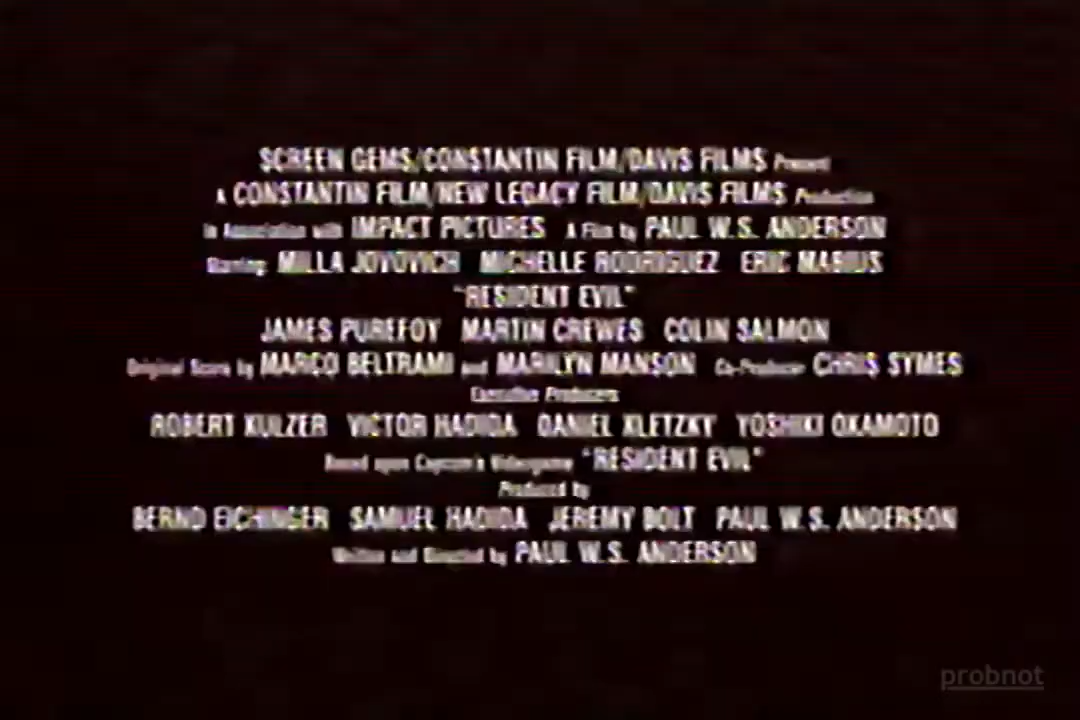 SCREEN GEMS/CONSTANTIN FILM/DAVIS FILMS Present
A CONSTANTIN FILM/NEW LEGACY FILM/DAVIS FILMS Production
In Association with IMPACT PICTURES A Film by PAUL W.S. ANDERSON
Starring MILLA JOVOVICH MICHELLE RODRIGUEZ ERIC MABIUS
"RESIDENT EVIL"
JAMES PUREFOY MARTIN CREWES COLIN SALMON
Original Score by MARCO BELTRAMI and MARILYN MANSON Co-Producer CHRIS SYMES
Executive Producers
ROBERT KULZER VICTOR HADIDA DANIEL KLETZKY YOSHIKI OKAMOTO
Based upon Capcom's Videogame "RESIDENT EVIL"
Produced by
BERND EICHINGER SAMUEL HADIDA JEREMY BOLT PAUL W.S. ANDERSON
Written and Directed by PAUL W.S. ANDERSON
probnot